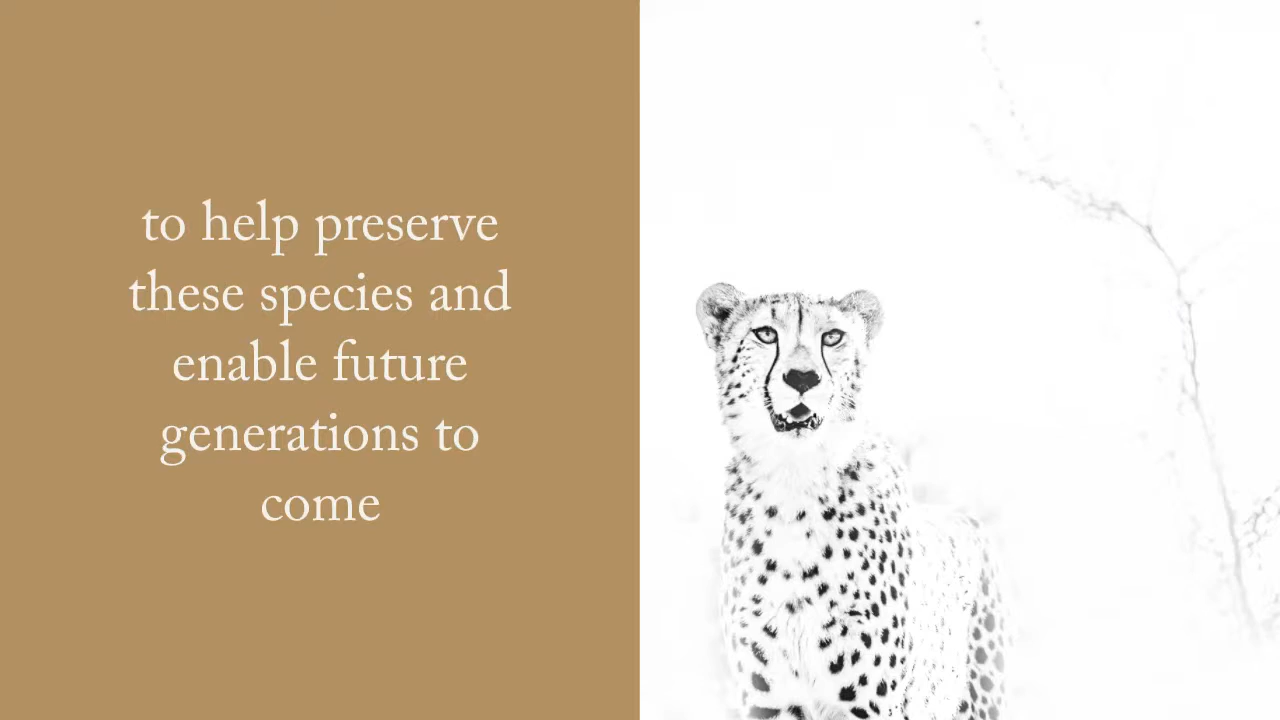 to help preserve
these species and
enable future
generations to
come